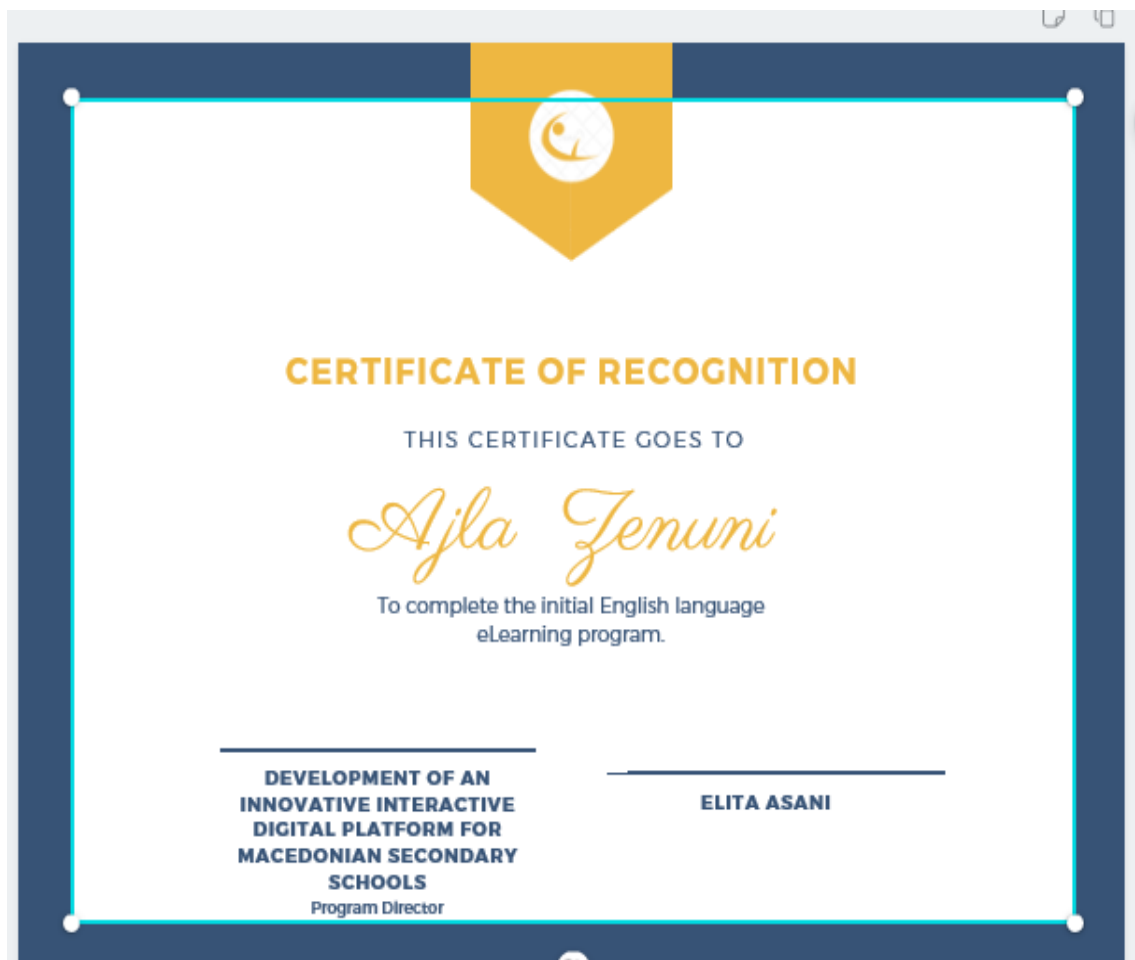 CERTIFICATE OF RECOGNITION
THIS CERTIFICATE GOES TO
Ajla Zenuni
To complete the initial English language
eLearning program.
DEVELOPMENT OF AN
INNOVATIVE INTERACTIVE
DIGITAL PLATFORM FOR
MACEDONIAN SECONDARY
SCHOOLS
Program Director
ELITA ASANI